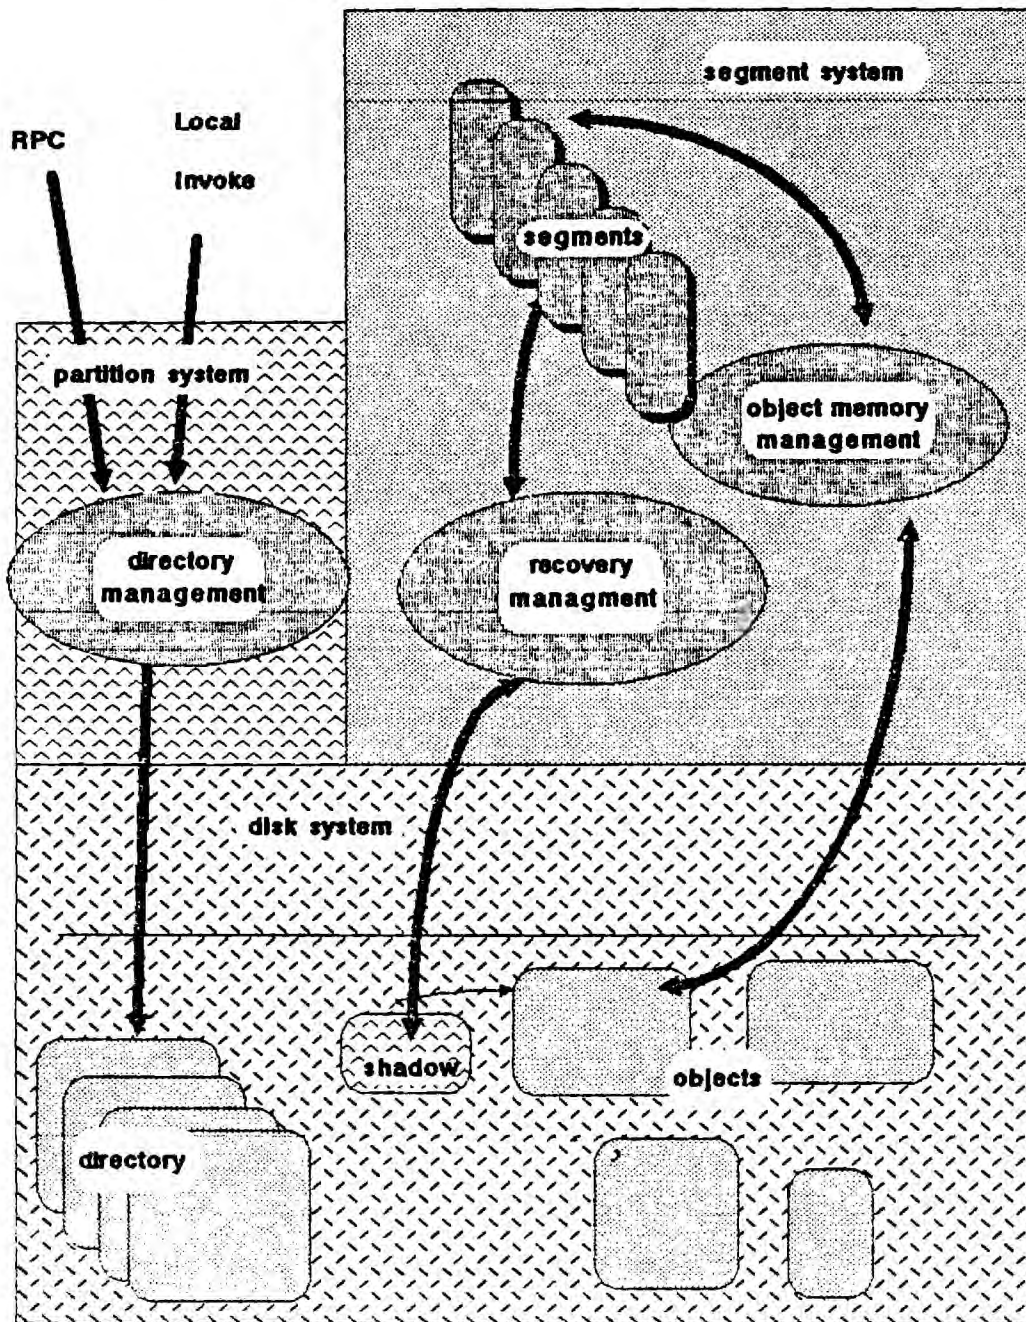 segment system
RPC
Local
Invoke
segments
partition system
object memory
management
directory
management
recovery
managment
disk system
shadow
objects
directory